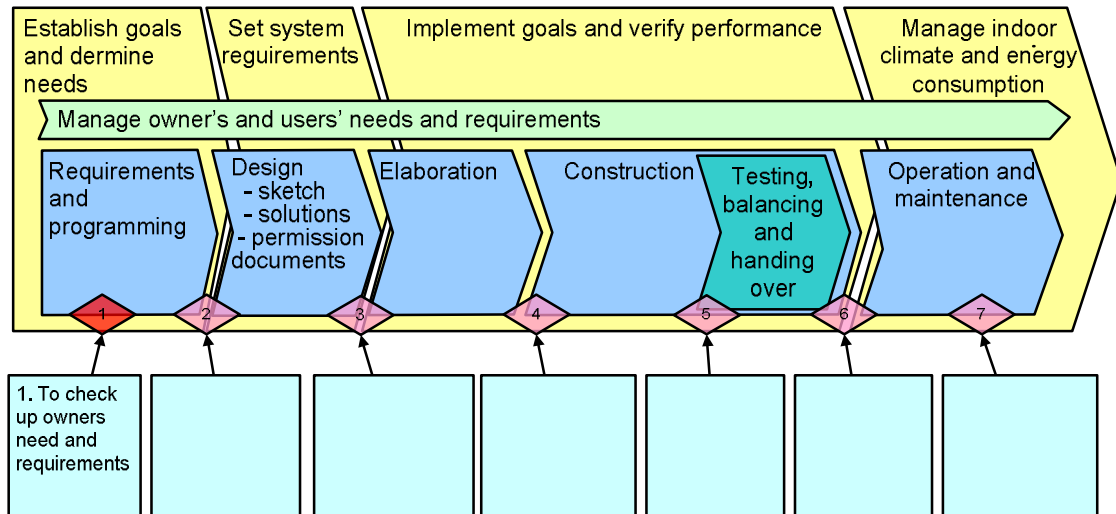 Establish goals
and dermine
needs
Set system
reguirements
Implement goals and verify performance
Manage indoor
climate and energy
consumption
Manage owner's and users' needs and requirements
Requirements
and
programming
Design
- sketch
- solutions
- permission
documents
Elaboration
Construction
Testing,
balancing
and
handing
over
Operation and
maintenance
1
2
3
4
5
6
7
1. To check
up owners
need and
requirements